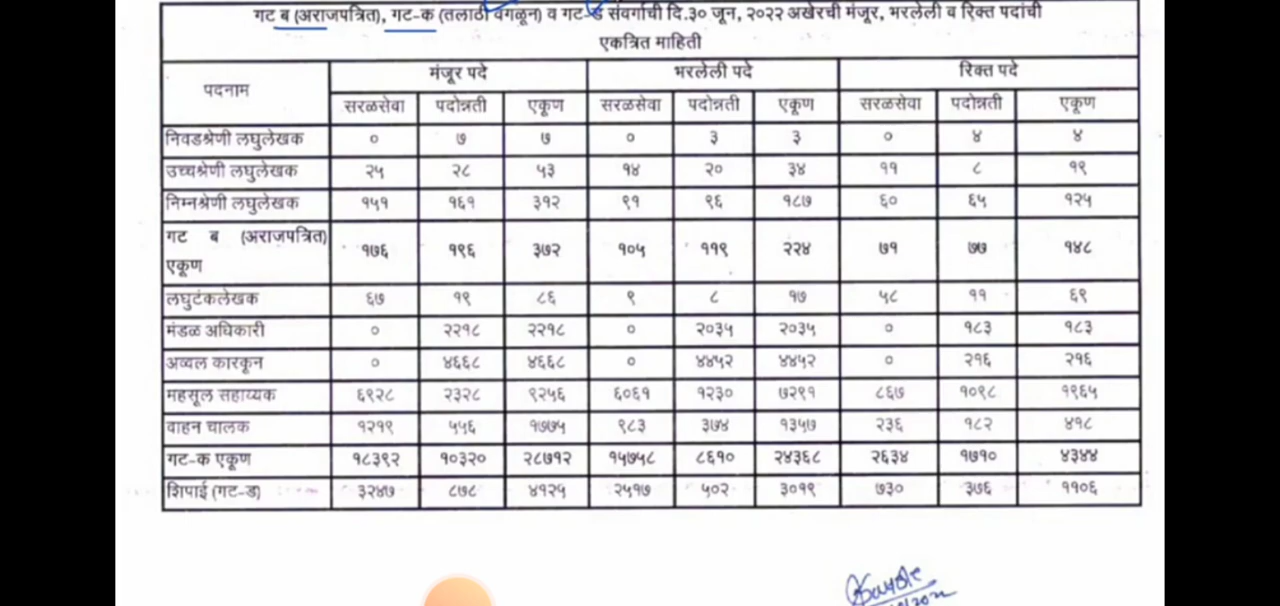 गट ब (अराजपत्रित), गट-क (तलाठी वगळून) व गट-ड संवर्गाची दि.३० जून, २०२२ अखेरची मंजूर, भरलेली व रिक्त पदांची
एकत्रित माहिती
पदनाम मंजूर पदे भरलेली पदे रिक्त पदे
सरळसेवा पदोन्नती एकूण सरळसेवा पदोन्नती एकूण सरळसेवा पदोन्नती एकूण
निवडश्रेणी लघुलेखक ० ७ ७ ० ३ ३ ० ४ ४
उच्चश्रेणी लघुलेखक २५ २८ ५३ १४ २० ३४ ११ ८ १९
निम्नश्रेणी लघुलेखक १५१ १६१ ३१२ ९१ ९६ १८७ ६० ६५ १२५
गट ब (अराजपत्रित)
एकूण १७६ १९६ ३७२ १०५ ११९ २२४ ७१ ७७ १४८
लघुटंकलेखक ६७ १९ ८६ ९ ८ १७ ५८ ११ ६९
मंडळ अधिकारी ० २२१८ २२१८ ० २०३५ २०३५ ० १८३ १८३
अव्वल कारकून ० ४६६८ ४६६८ ० ४४५२ ४४५२ ० २१६ २१६
महसूल सहाय्यक ६९२८ २३२८ ९२५६ ६०६१ १२३० ७२९१ ८६७ १०९८ १९६५
वाहन चालक १२१९ ५५६ १७७५ ९८३ ३७४ १३५७ २३६ १८२ ४१८
गट-क एकूण १८३९२ १०३२० २८७१२ १५७५८ ८६१० २४३६८ २६३४ १७१० ४३४४
शिपाई (गट-ड) ३२४७ ८७८ ४१२५ २५१७ ५०२ ३०१९ ७३० ३७६ ११०६